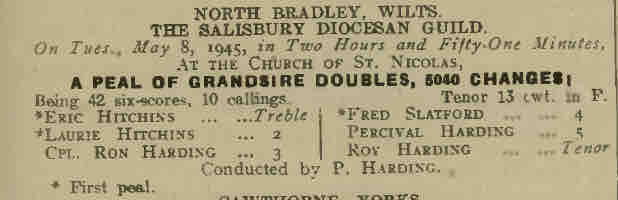 NORTH BRADLEY, WILTS.
THE SALISBURY DIOCESAN GUILD.
On Tues., May 8, 1945, in Two Hours and Fifty-One Minutes,
AT THE CHURCH OF ST. NICOLAS,
A PEAL OF GRANDSIRE DOUBLES, 5040 CHANGES;
Being 42 six-scores, 10 callings. Tenor 13 cwt. in F.
*ERIC HITCHINS ... ...Treble
*LAURIE HITCHINS ... 2
CPL. RON HARDING ... 3
*FRED SLATFORD ... ... 4
PERCIVAL HARDING ... 5
ROY HARDING ... ...Tenor
Conducted by P. HARDING.
* First peal.
CAWTHORNE, YORKS.